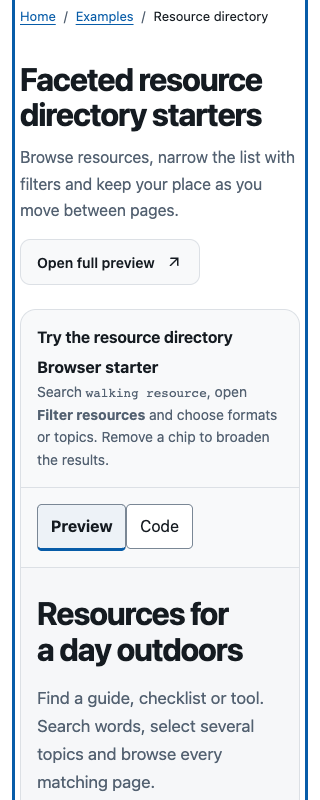 Home / Examples / Resource directory
Faceted resource
directory starters
Browse resources, narrow the list with
filters and keep your place as you
move between pages.
Open full preview ↗
Try the resource directory
Browser starter
Search walking resource, open
Filter resources and choose formats
or topics. Remove a chip to broaden
the results.
Preview Code
Resources for
a day outdoors
Find a guide, checklist or tool.
Search words, select several
topics and browse every
matching page.